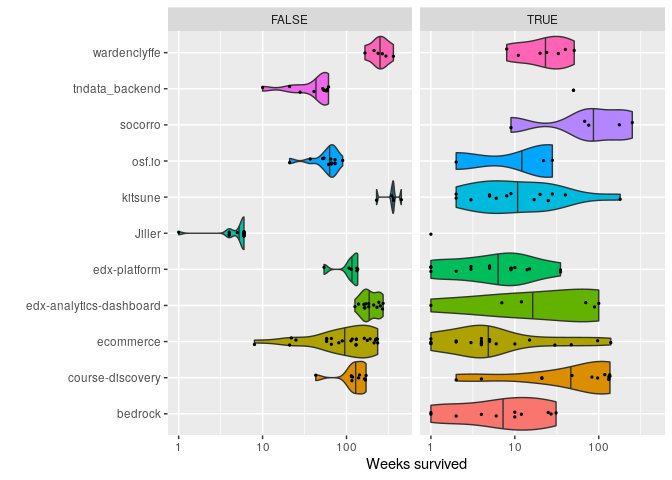 FALSE TRUE
wardenclyffe
tndata_backend
socorro
osf.io
kitsune
Jiller
edx-platform
edx-analytics-dashboard
ecommerce
course-discovery
bedrock
1 10 100 1 10 100
Weeks survived